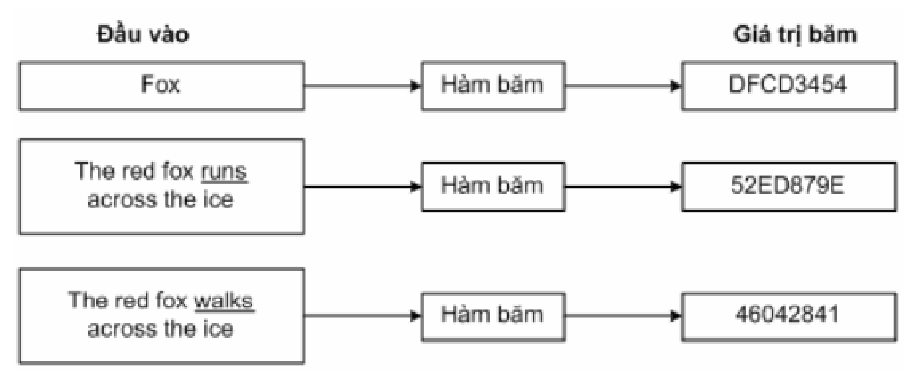 Đầu vào
Giá trị băm
Fox
Hàm băm
DFCD3454
The red fox runs
across the ice
Hàm băm
52ED879E
The red fox walks
across the ice
Hàm băm
46042841